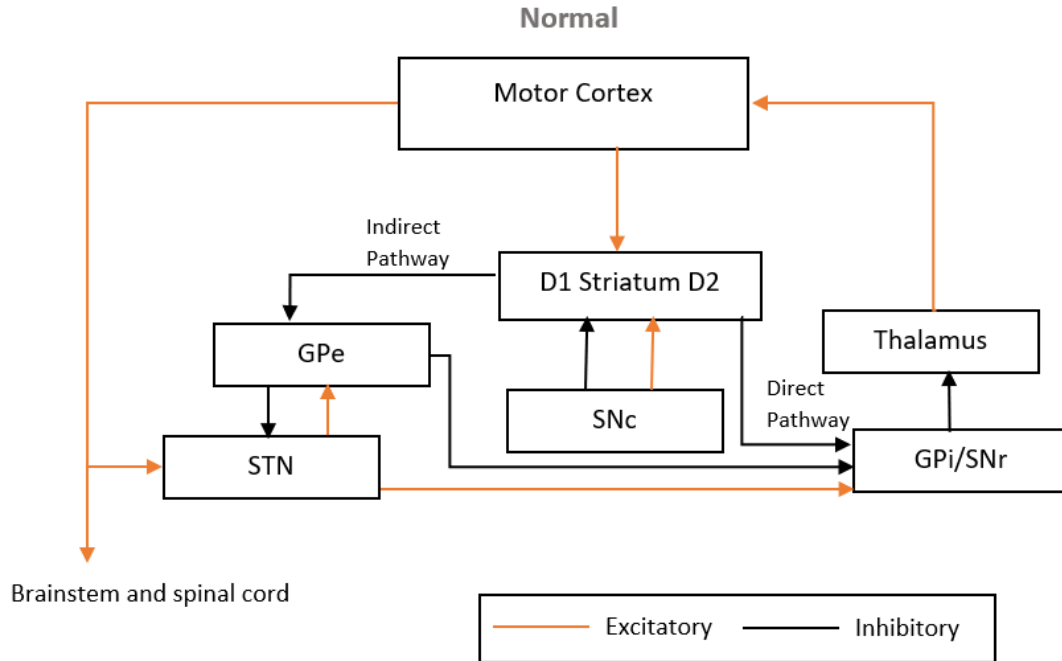 Normal
Motor Cortex
Indirect
Pathway
D1 Striatum D2
GPe
Thalamus
SNc
Direct
Pathway
STN
GPi/SNr
Brainstem and spinal cord
Excitatory
Inhibitory